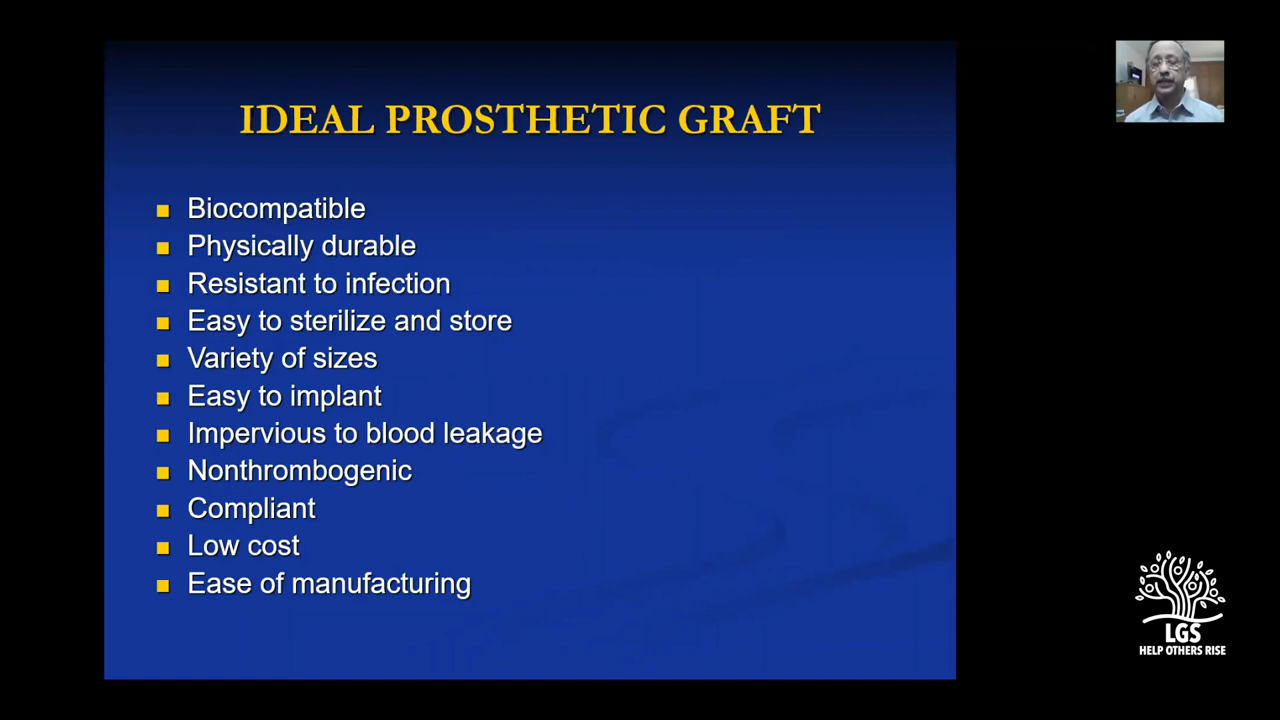 IDEAL PROSTHETIC GRAFT
Biocompatible
Physically durable
Resistant to infection
Easy to sterilize and store
Variety of sizes
Easy to implant
Impervious to blood leakage
Nonthrombogenic
Compliant
Low cost
Ease of manufacturing
LGS
HELP OTHERS RISE